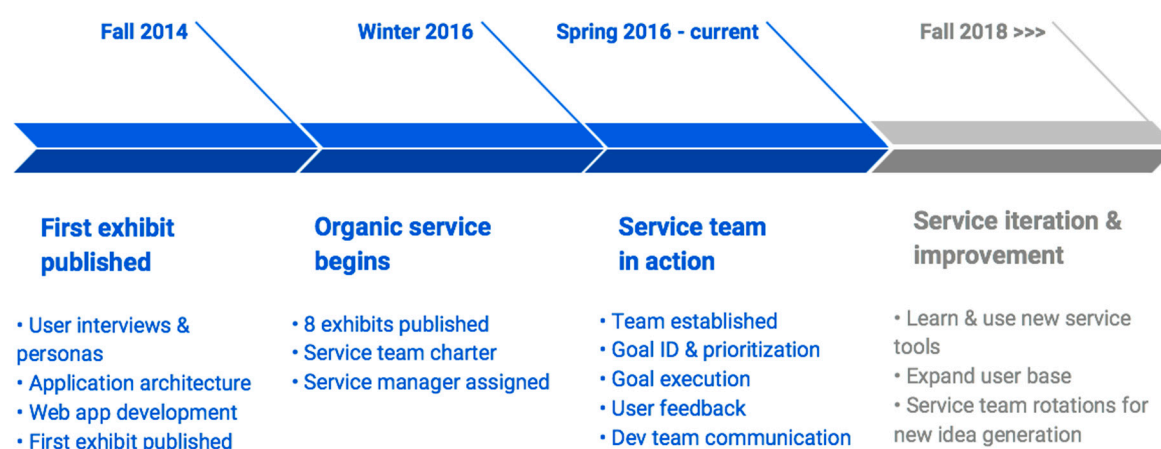 Fall 2014
Winter 2016
Spring 2016 - current
Fall 2018 >>>
First exhibit
published
• User interviews &
personas
• Application architecture
• Web app development
• First exhibit published
Organic service
begins
• 8 exhibits published
• Service team charter
• Service manager assigned
Service team
in action
• Team established
• Goal ID & prioritization
• Goal execution
• User feedback
• Dev team communication
Service iteration &
improvement
• Learn & use new service
tools
• Expand user base
• Service team rotations for
new idea generation